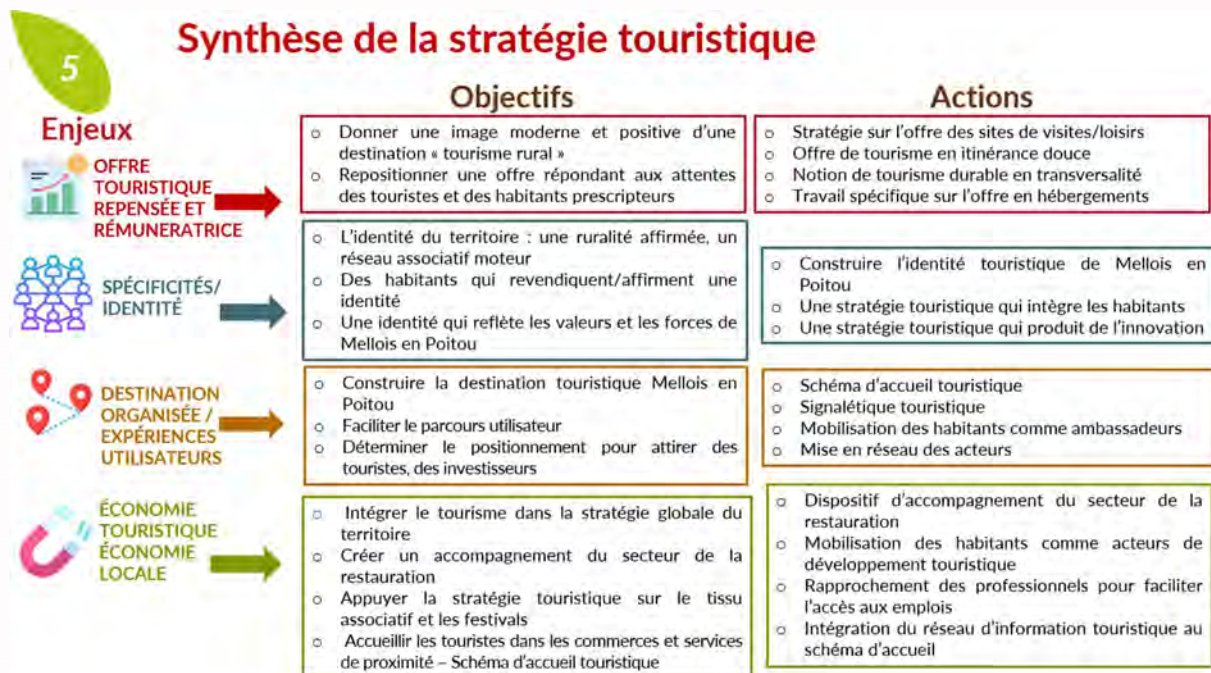 5
Synthèse de la stratégie touristique
Enjeux
Objectifs
Actions
OFFRE
TOURISTIQUE
REPENSÉE ET
RÉMUNERATRICE
o Donner une image moderne et positive d'une
destination « tourisme rural »
o Repositionner une offre répondant aux attentes
des touristes et des habitants prescripteurs
o Stratégie sur l'offre des sites de visites/loisirs
o Offre de tourisme en itinérance douce
o Notion de tourisme durable en transversalité
o Travail spécifique sur l'offre en hébergements
SPÉCIFICITÉS/
IDENTITÉ
o L'identité du territoire : une ruralité affirmée, un
réseau associatif moteur
o Des habitants qui revendiquent/affirment une
identité
o Une identité qui reflète les valeurs et les forces de
Mellois en Poitou
o Construire l'identité touristique de Mellois en
Poitou
o Une stratégie touristique qui intègre les habitants
o Une stratégie touristique qui produit de l'innovation
DESTINATION
ORGANISÉE /
EXPÉRIENCES
UTILISATEURS
o Construire la destination touristique Mellois en
Poitou
o Faciliter le parcours utilisateur
o Déterminer le positionnement pour attirer des
touristes, des investisseurs
o Schéma d'accueil touristique
o Signalétique touristique
o Mobilisation des habitants comme ambassadeurs
o Mise en réseau des acteurs
ÉCONOMIE
TOURISTIQUE
ÉCONOMIE
LOCALE
o Intégrer le tourisme dans la stratégie globale du
territoire
o Créer un accompagnement du secteur de la
restauration
o Appuyer la stratégie touristique sur le tissu
associatif et les festivals
o Accueillir les touristes dans les commerces et services
de proximité – Schéma d'accueil touristique
o Dispositif d'accompagnement du secteur de la
restauration
o Mobilisation des habitants comme acteurs de
développement touristique
o Rapprochement des professionnels pour faciliter
l'accès aux emplois
o Intégration du réseau d'information touristique au
schéma d'accueil